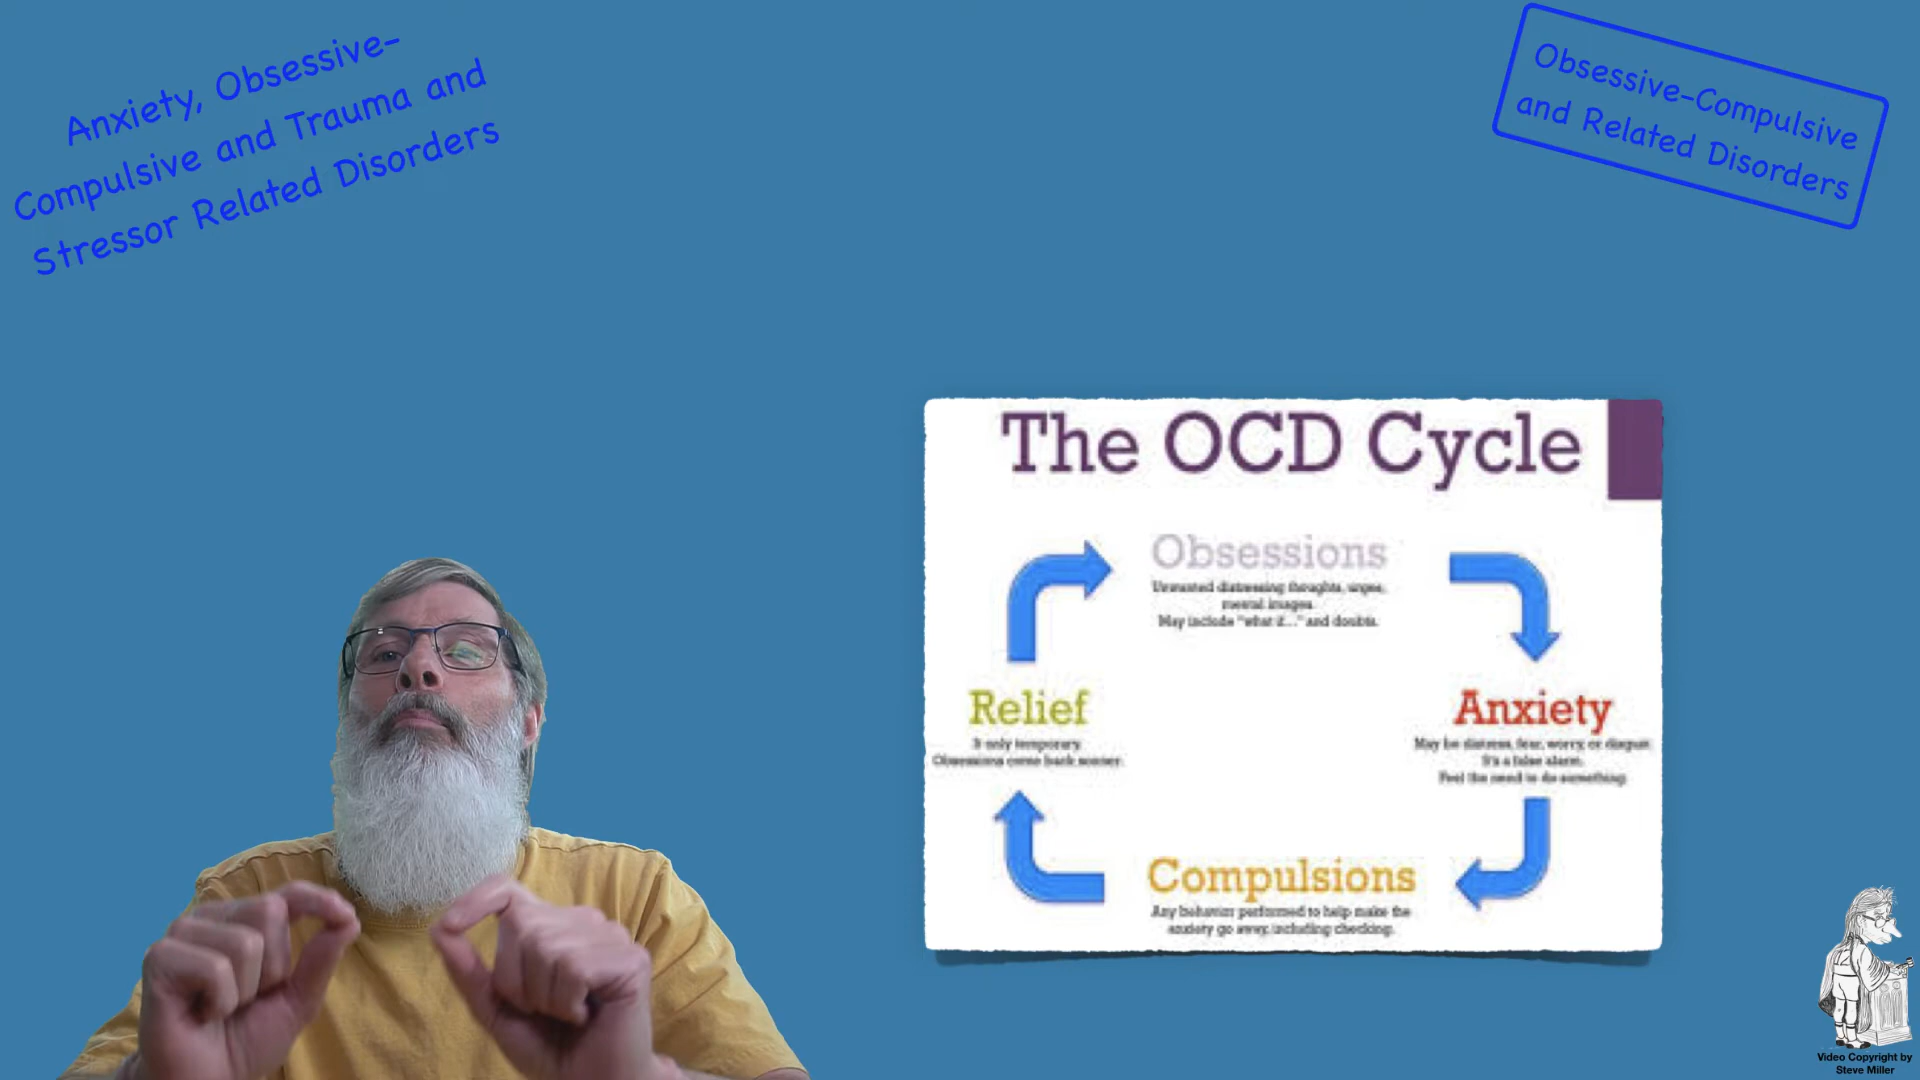 Anxiety, Obsessive-
Compulsive and Trauma and
Stressor Related Disorders
Obsessive-Compulsive
and Related Disorders
The OCD Cycle
Obsessions
Unwanted distressing thoughts, urges,
mental images.
May include "what if..." and doubts.
Relief
It only temporary.
Obsessions come back sooner.
Anxiety
May be distress, fear, worry, or disgust.
It's a false alarm.
Feel the need to do something.
Compulsions
Any behavior performed to help make the
anxiety go away, including checking.
Video Copyright by
Steve Miller